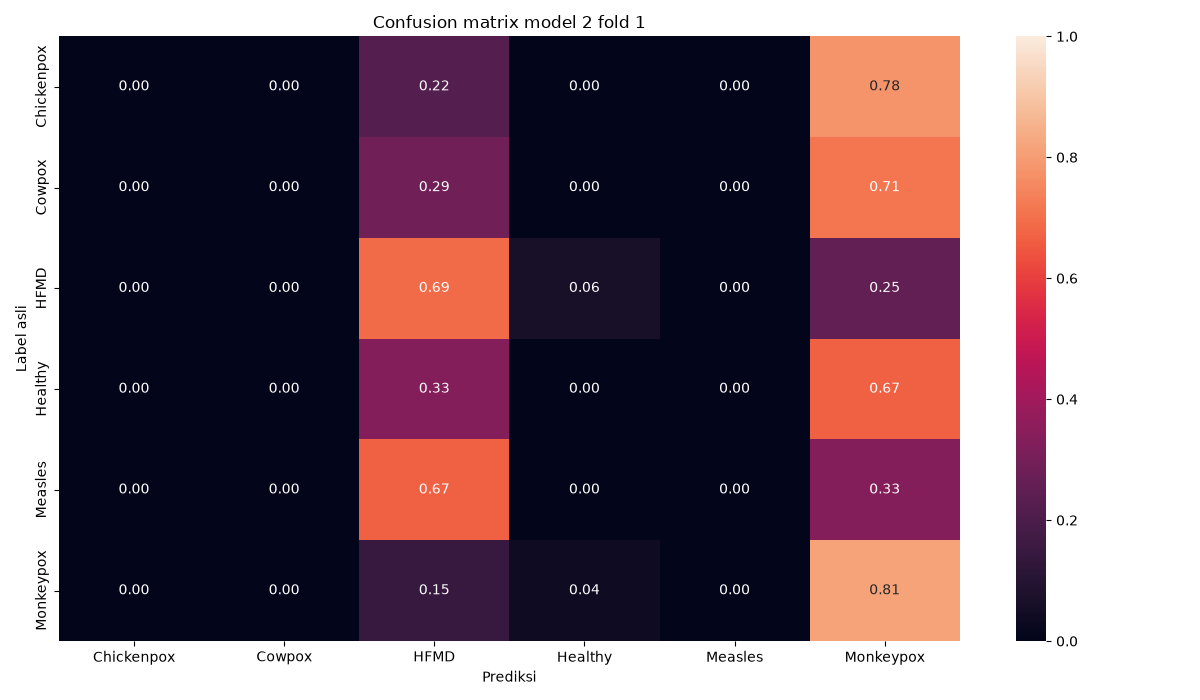 Confusion matrix model 2 fold 1
Label asli
Chickenpox 0.00 0.00 0.22 0.00 0.00 0.78
Cowpox 0.00 0.00 0.29 0.00 0.00 0.71
HFMD 0.00 0.00 0.69 0.06 0.00 0.25
Healthy 0.00 0.00 0.33 0.00 0.00 0.67
Measles 0.00 0.00 0.67 0.00 0.00 0.33
Monkeypox 0.00 0.00 0.15 0.04 0.00 0.81
Chickenpox Cowpox HFMD Healthy Measles Monkeypox
Prediksi
1.0
0.8
0.6
0.4
0.2
0.0